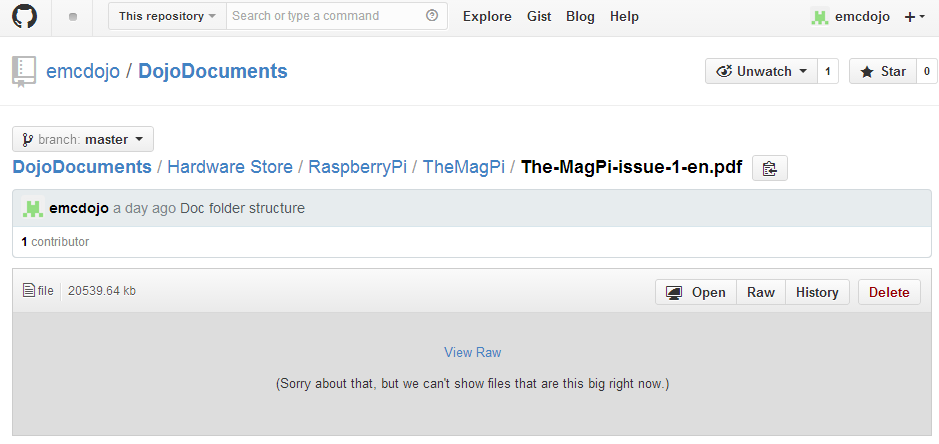 This repository Search or type a command Explore Gist Blog Help emcdojo
emcdojo / DojoDocuments Unwatch 1 Star 0
branch: master
DojoDocuments / Hardware Store / RaspberryPi / TheMagPi / The-MagPi-issue-1-en.pdf
emcdojo a day ago Doc folder structure
1 contributor
file 20539.64 kb Open Raw History Delete
View Raw
(Sorry about that, but we can't show files that are this big right now.)